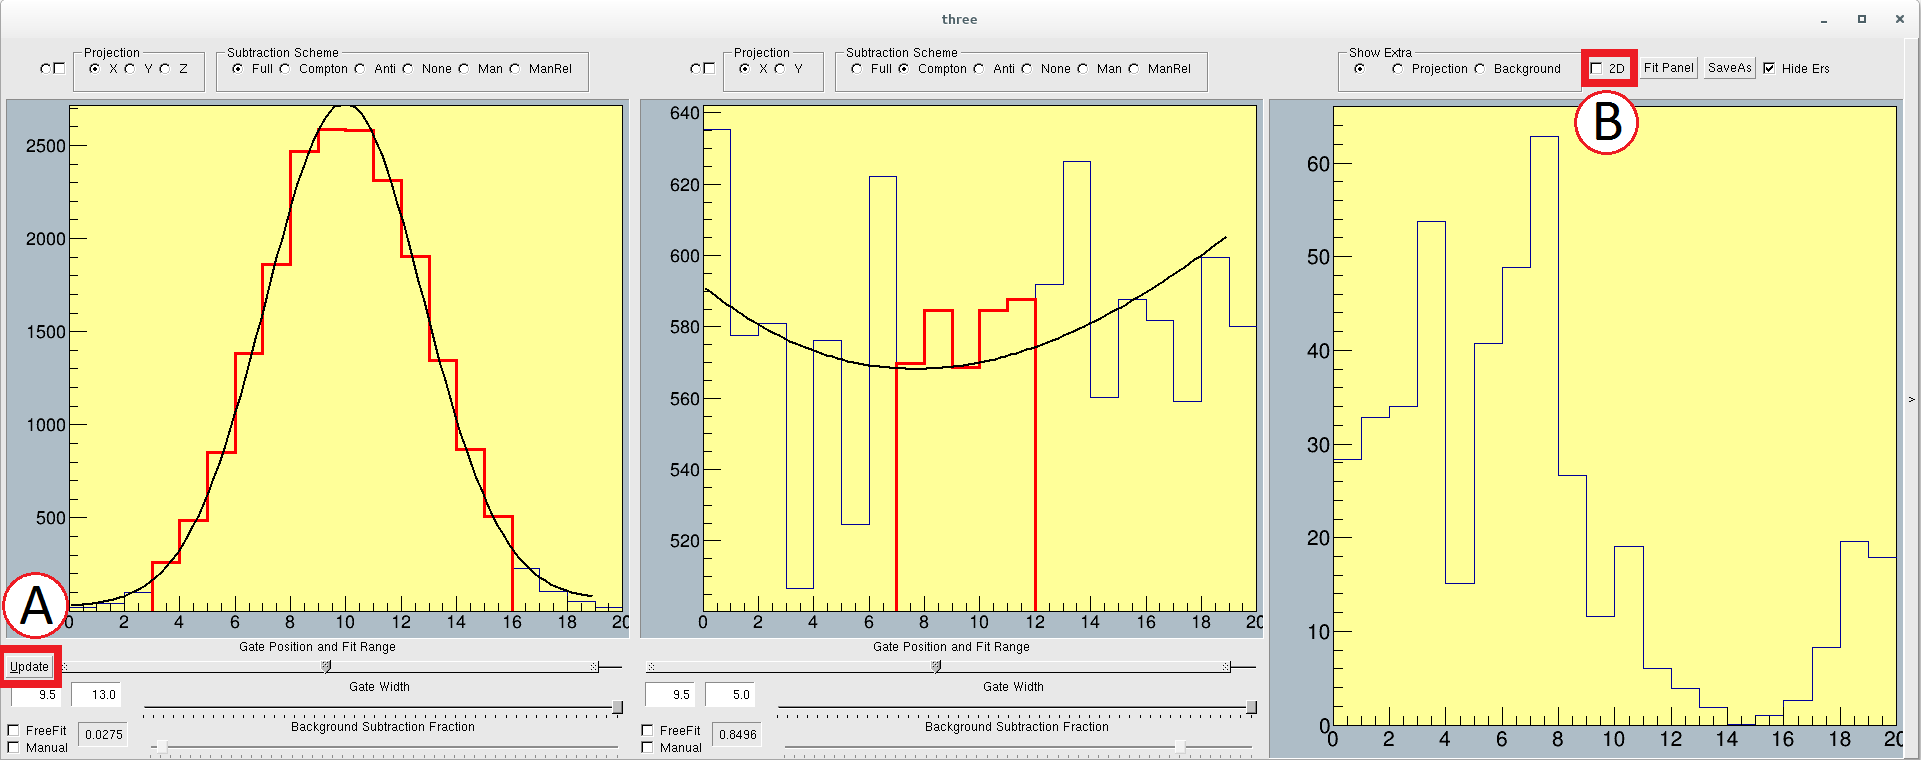 three
Projection
X Y Z
Subtraction Scheme
Full Compton Anti None Man ManRel
Projection
X Y
Subtraction Scheme
Full Compton Anti None Man ManRel
Show Extra
Projection Background
2D
Fit Panel
SaveAs
Hide Ers
B
2500
2000
1500
1000
500
0 2 4 6 8 10 12 14 16 18 20
640
620
600
580
560
540
520
0 2 4 6 8 10 12 14 16 18 20
60
50
40
30
20
10
0
0 2 4 6 8 10 12 14 16 18 20
>
A
Update
Gate Position and Fit Range
9.5 13.0
Gate Width
FreeFit
Manual
0.0275
Background Subtraction Fraction
Gate Position and Fit Range
9.5 5.0
Gate Width
FreeFit
Manual
0.8496
Background Subtraction Fraction